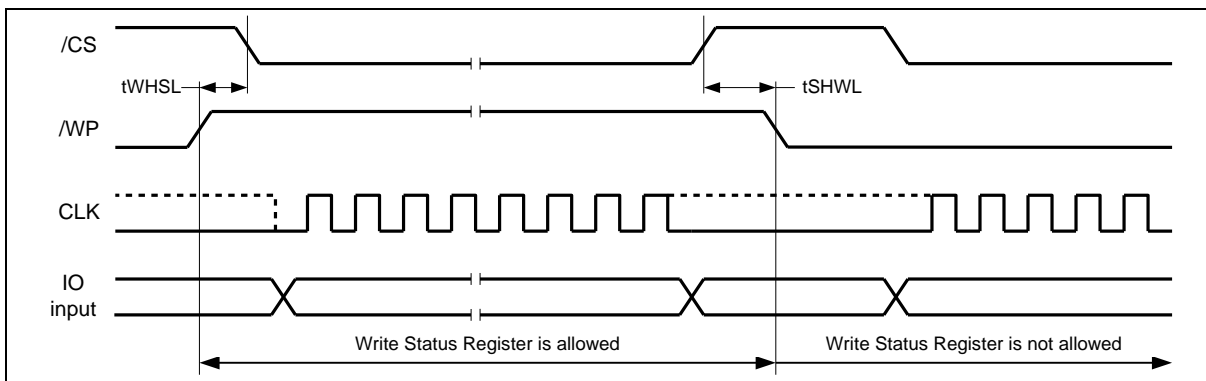 /CS
tWHSL
tSHWL
/WP
CLK
IO
input
Write Status Register is allowed
Write Status Register is not allowed